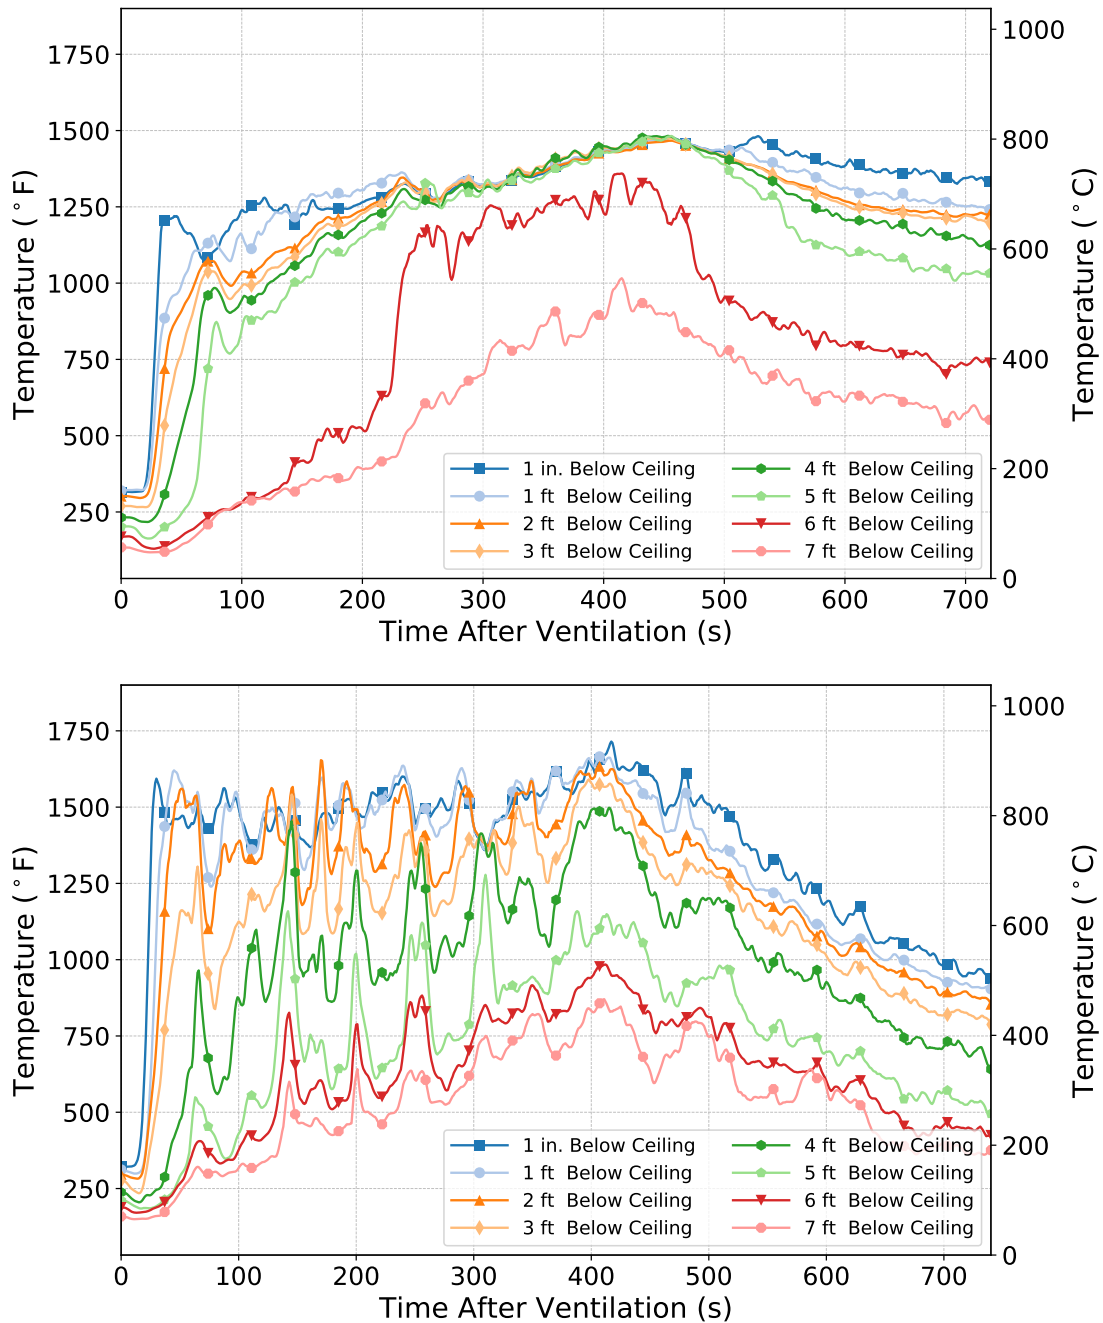 1750
1500
1250
1000
750
500
250
Temperature (°F)
1000
800
600
400
200
0
Temperature (°C)
1 in. Below Ceiling
1 ft  Below Ceiling
2 ft  Below Ceiling
3 ft  Below Ceiling
4 ft  Below Ceiling
5 ft  Below Ceiling
6 ft  Below Ceiling
7 ft  Below Ceiling
0 100 200 300 400 500 600 700
Time After Ventilation (s)
1750
1500
1250
1000
750
500
250
Temperature (°F)
1000
800
600
400
200
0
Temperature (°C)
1 in. Below Ceiling
1 ft  Below Ceiling
2 ft  Below Ceiling
3 ft  Below Ceiling
4 ft  Below Ceiling
5 ft  Below Ceiling
6 ft  Below Ceiling
7 ft  Below Ceiling
0 100 200 300 400 500 600 700
Time After Ventilation (s)